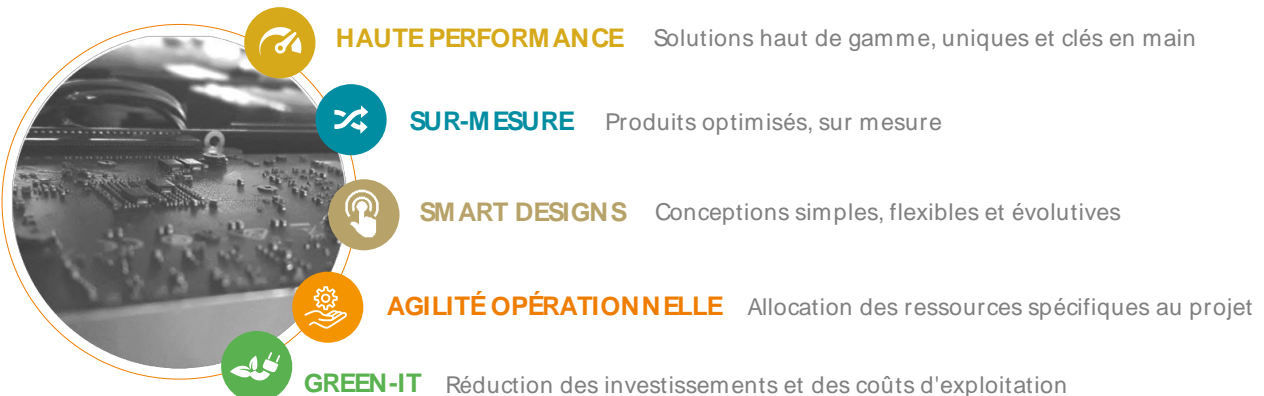 HAUTE PERFORMANCE Solutions haut de gamme, uniques et clés en main
SUR-MESURE Produits optimisés, sur mesure
SMART DESIGNS Conceptions simples, flexibles et évolutives
AGILITÉ OPÉRATIONNELLE Allocation des ressources spécifiques au projet
GREEN-IT Réduction des investissements et des coûts d'exploitation